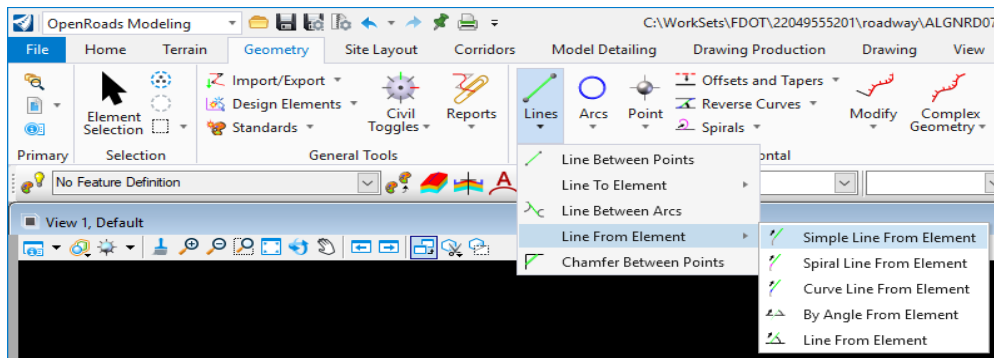 OpenRoads Modeling C:\WorkSets\FDOT\22049555201\roadway\ALGNRD07
File Home Terrain Geometry Site Layout Corridors Model Detailing Drawing Production Drawing View
Import/Export Offsets and Tapers
Design Elements Reverse Curves
Element Selection Civil Toggles Reports Lines Arcs Point Modify Complex Geometry
Standards Spirals
Primary Selection General Tools ontal
No Feature Definition
Line Between Points
Line To Element
Line Between Arcs
Line From Element
Chamfer Between Points
View 1, Default
Simple Line From Element
Spiral Line From Element
Curve Line From Element
By Angle From Element
Line From Element